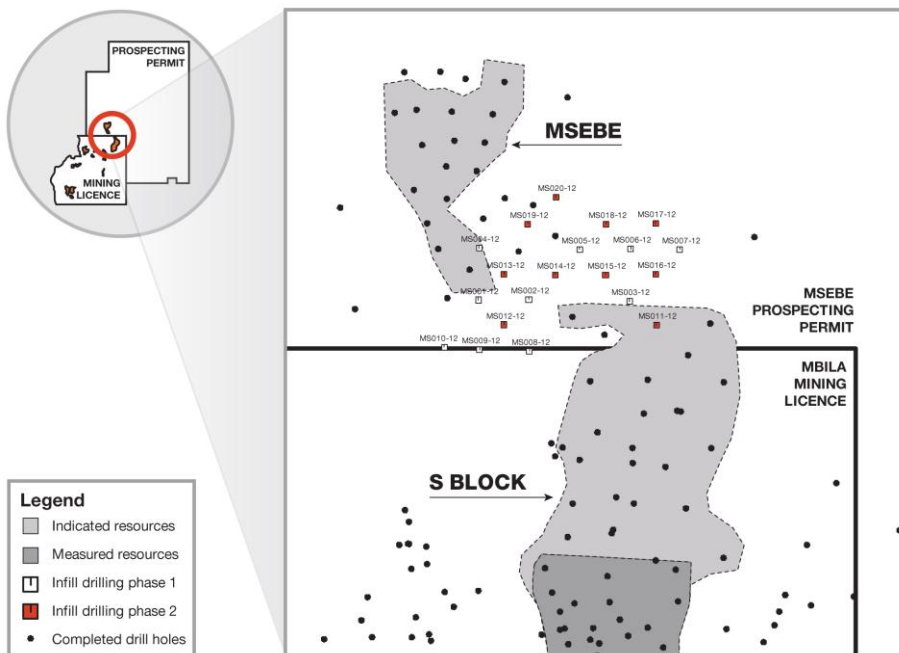 PROSPECTING
PERMIT
MINING
LICENCE
MSEBE
MS020-12
MS019-12
MS018-12
MS017-12
MS004-12
MS005-12
MS006-12
MS007-12
MS013-12
MS014-12
MS015-12
MS016-12
MS001-12
MS002-12
MS003-12
MSEBE
PROSPECTING
PERMIT
MS012-12
MS011-12
MS010-12
MS009-12
MS008-12
MBILA
MINING
LICENCE
S BLOCK
Legend
Indicated resources
Measured resources
Infill drilling phase 1
Infill drilling phase 2
Completed drill holes